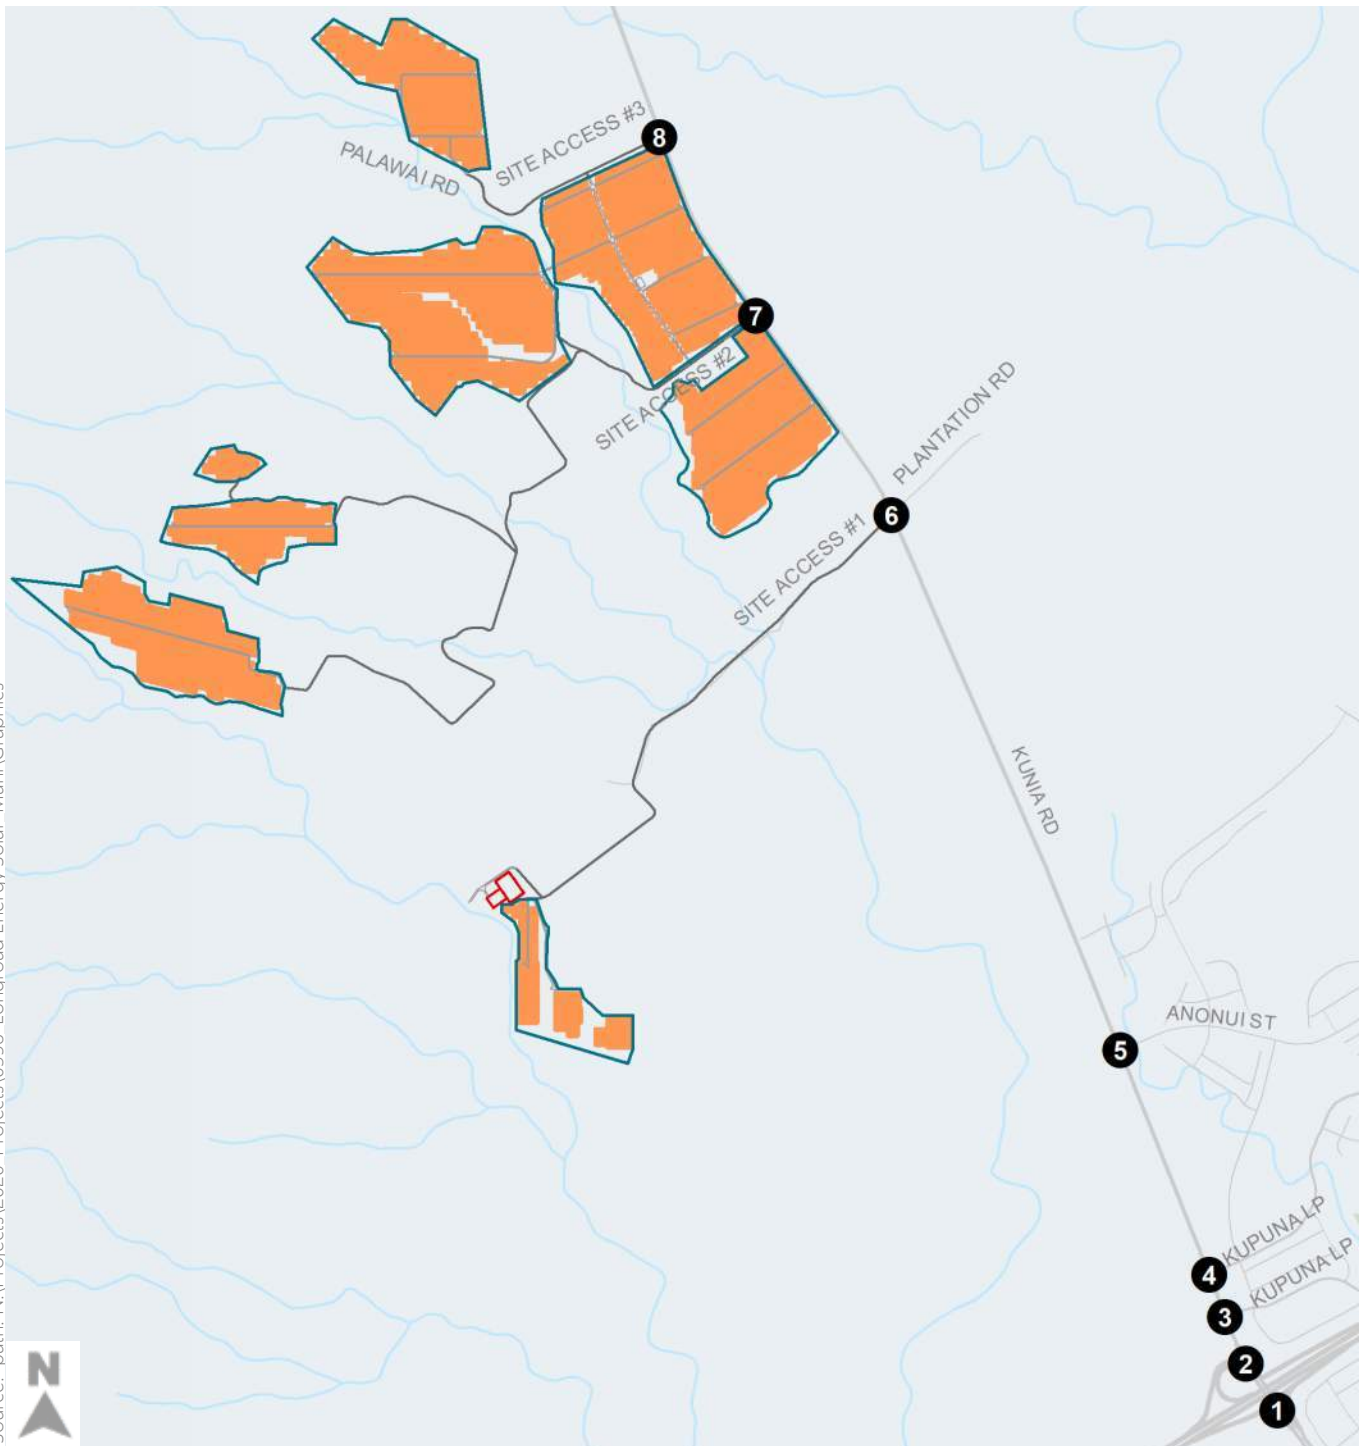 SITE ACCESS #3
8
PALAWAI RD
7
SITE ACCESS #2
PLANTATION RD
6
SITE ACCESS #1
KUNIA RD
ANONUI ST
5
KUPUNA LP
4
KUPUNA LP
3
2
1
N